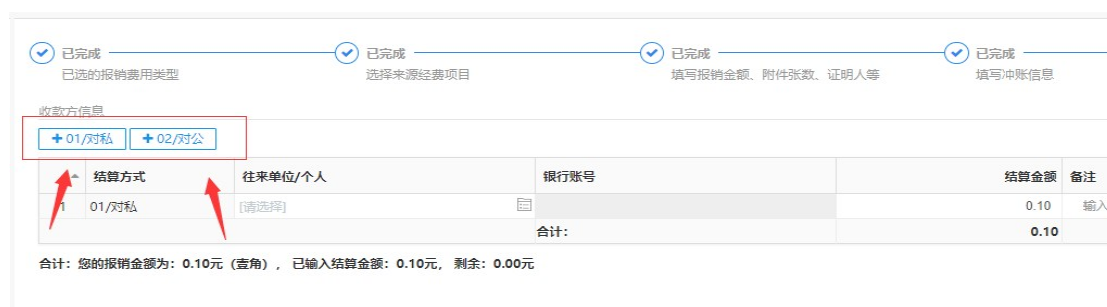 已完成 已完成 已完成 已完成
已选的报销费用类型 选择来源经费项目 填写报销金额、附件张数、证明人等 填写冲账信息
收款方信息
+01/对私 +02/对公
结算方式 往来单位/个人 银行账号 结算金额 备注
1 01/对私 [请选择] 0.10 输入
合计: 0.10
合计: 您的报销金额为: 0.10元 (壹角) , 已输入结算金额: 0.10元, 剩余: 0.00元